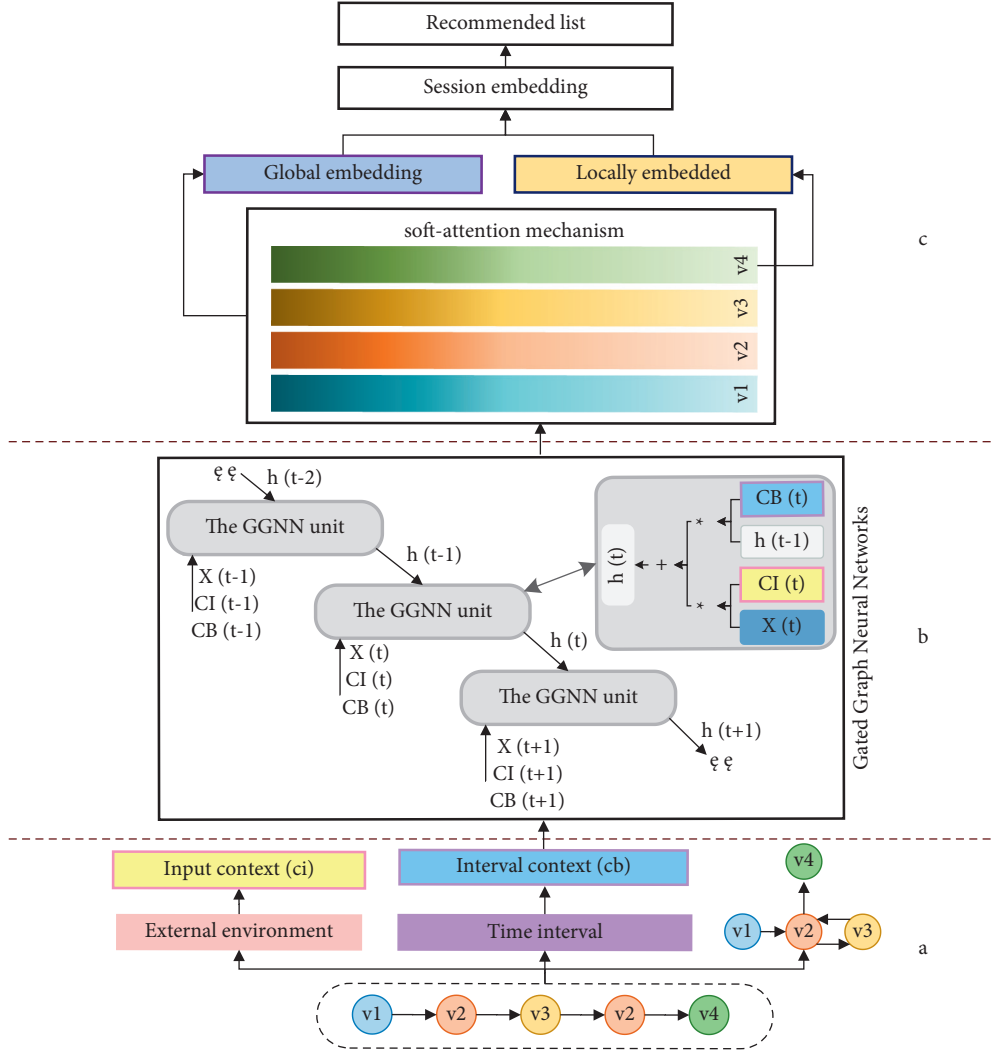 Recommended list
Session embedding
Global embedding
Locally embedded
soft-attention mechanism
v4
v3
v2
v1
c
ę ę
h (t-2)
The GGNN unit
h (t-1)
X (t-1)
CI (t-1)
CB (t-1)
The GGNN unit
h (t)
X (t)
CI (t)
CB (t)
The GGNN unit
h (t+1)
ę ę
X (t+1)
CI (t+1)
CB (t+1)
h (t)
+
*
*
CB (t)
h (t-1)
CI (t)
X (t)
Gated Graph Neural Networks
b
Input context (ci)
Interval context (cb)
External environment
Time interval
v4
v1
v2
v3
a
v1
v2
v3
v2
v4